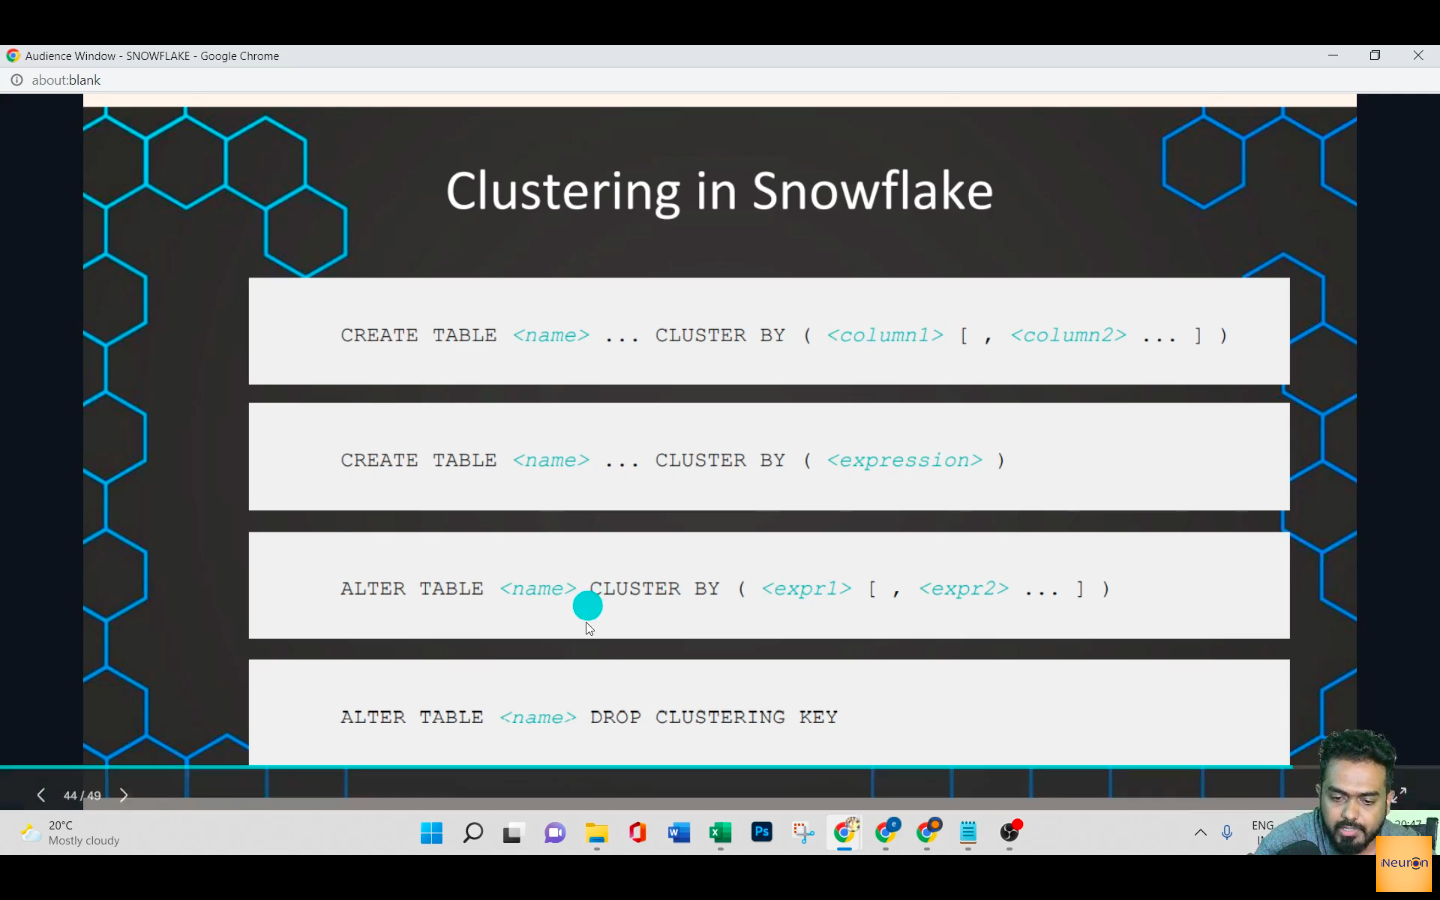 Audience Window - SNOWFLAKE - Google Chrome
about:blank
Clustering in Snowflake
CREATE TABLE <name> ... CLUSTER BY ( <column1> [ , <column2> ... ] )
CREATE TABLE <name> ... CLUSTER BY ( <expression> )
ALTER TABLE <name> CLUSTER BY ( <expr1> [ , <expr2> ... ] )
ALTER TABLE <name> DROP CLUSTERING KEY
44 / 49
20°C
Mostly cloudy
Ps
ENG
Neuron